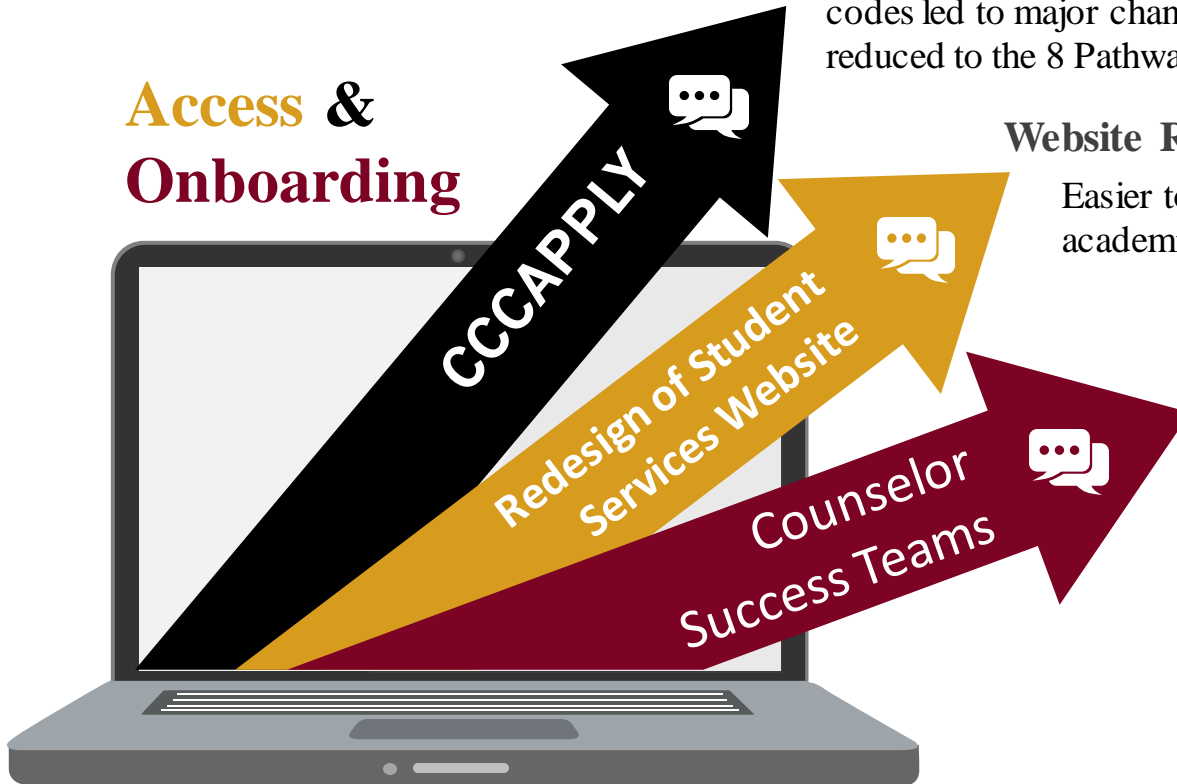 codes led to major chan
reduced to the 8 Pathwa
Access &
Onboarding
Website R
Easier to
academi
CCCAPPLY
Redesign of Student
Services Website
Counselor
Success Teams